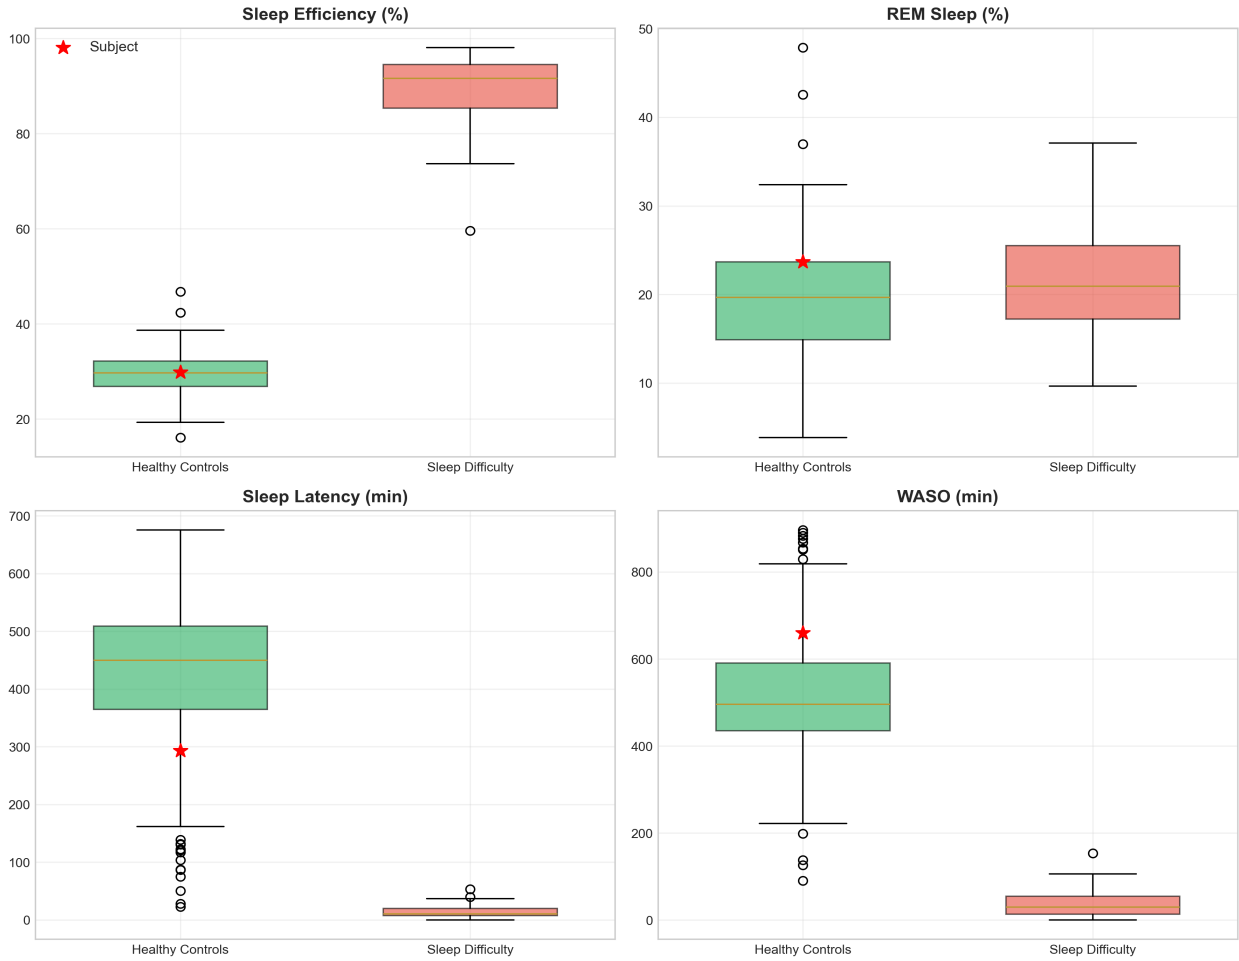 Sleep Efficiency (%)
100
80
60
40
20
Subject
Healthy Controls
Sleep Difficulty
REM Sleep (%)
50
40
30
20
10
Healthy Controls
Sleep Difficulty
Sleep Latency (min)
700
600
500
400
300
200
100
0
Healthy Controls
Sleep Difficulty
WASO (min)
800
600
400
200
0
Healthy Controls
Sleep Difficulty